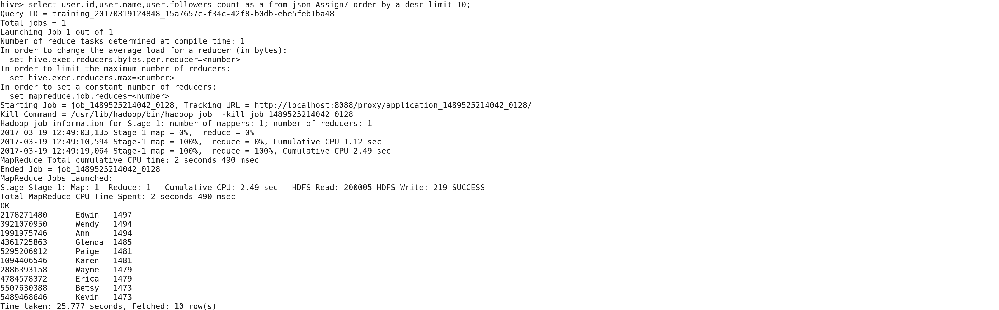 hive> select user.id,user.name,user.followers_count as a from json_Assign7 order by a desc limit 10;
Query ID = training_20170319124848_15a7657c-f34c-42f8-b0db-ebe5feb1ba48
Total jobs = 1
Launching Job 1 out of 1
Number of reduce tasks determined at compile time: 1
In order to change the average load for a reducer (in bytes):
  set hive.exec.reducers.bytes.per.reducer=<number>
In order to limit the maximum number of reducers:
  set hive.exec.reducers.max=<number>
In order to set a constant number of reducers:
  set mapreduce.job.reduces=<number>
Starting Job = job_1489525214042_0128, Tracking URL = http://localhost:8088/proxy/application_1489525214042_0128/
Kill Command = /usr/lib/hadoop/bin/hadoop job  -kill job_1489525214042_0128
Hadoop job information for Stage-1: number of mappers: 1; number of reducers: 1
2017-03-19 12:49:03,135 Stage-1 map = 0%,  reduce = 0%
2017-03-19 12:49:10,594 Stage-1 map = 100%,  reduce = 0%, Cumulative CPU 1.12 sec
2017-03-19 12:49:19,064 Stage-1 map = 100%,  reduce = 100%, Cumulative CPU 2.49 sec
MapReduce Total cumulative CPU time: 2 seconds 490 msec
Ended Job = job_1489525214042_0128
MapReduce Jobs Launched:
Stage-Stage-1: Map: 1  Reduce: 1   Cumulative CPU: 2.49 sec   HDFS Read: 200005 HDFS Write: 219 SUCCESS
Total MapReduce CPU Time Spent: 2 seconds 490 msec
OK
2178271480      Edwin   1497
3921070950      Wendy   1494
1991975746      Ann     1494
4361725863      Glenda  1485
5295206912      Paige   1481
1094406546      Karen   1481
2886393158      Wayne   1479
4784578372      Erica   1479
5507630388      Betsy   1473
5489468646      Kevin   1473
Time taken: 25.777 seconds, Fetched: 10 row(s)